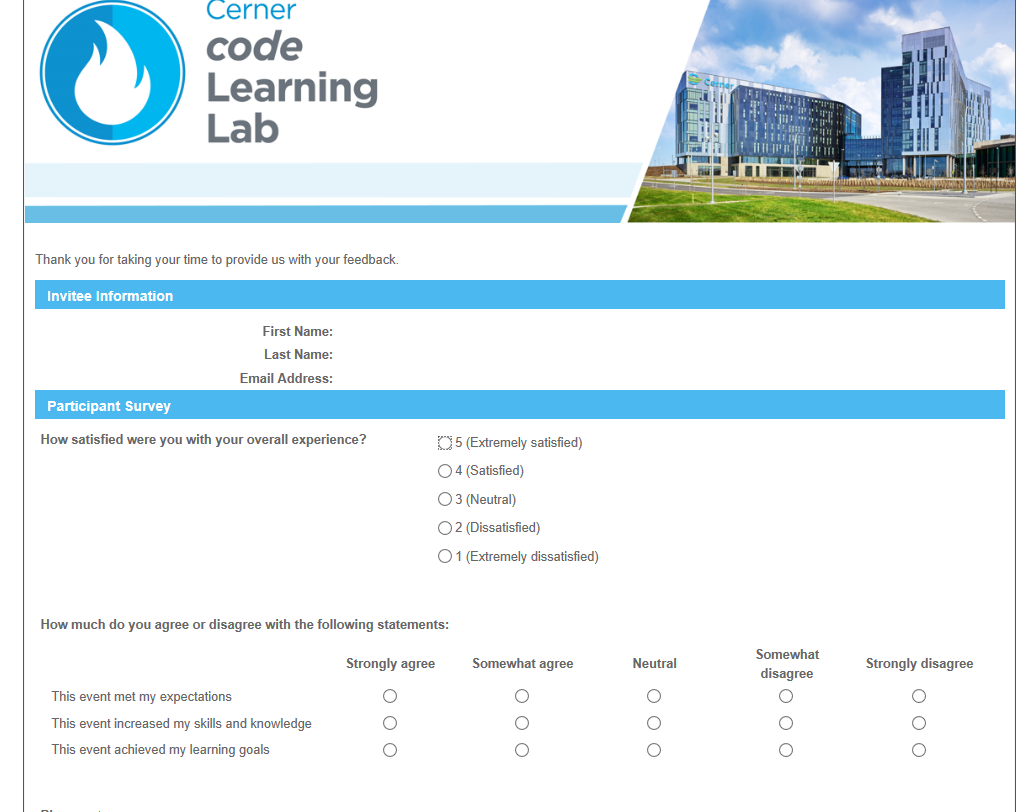 Cerner
code
Learning
Lab
Cerner
Thank you for taking your time to provide us with your feedback.
Invitee Information
First Name:
Last Name:
Email Address:
Participant Survey
How satisfied were you with your overall experience?
5 (Extremely satisfied)
4 (Satisfied)
3 (Neutral)
2 (Dissatisfied)
1 (Extremely dissatisfied)
How much do you agree or disagree with the following statements:
Strongly agree Somewhat agree Neutral Somewhat disagree Strongly disagree
This event met my expectations
This event increased my skills and knowledge
This event achieved my learning goals